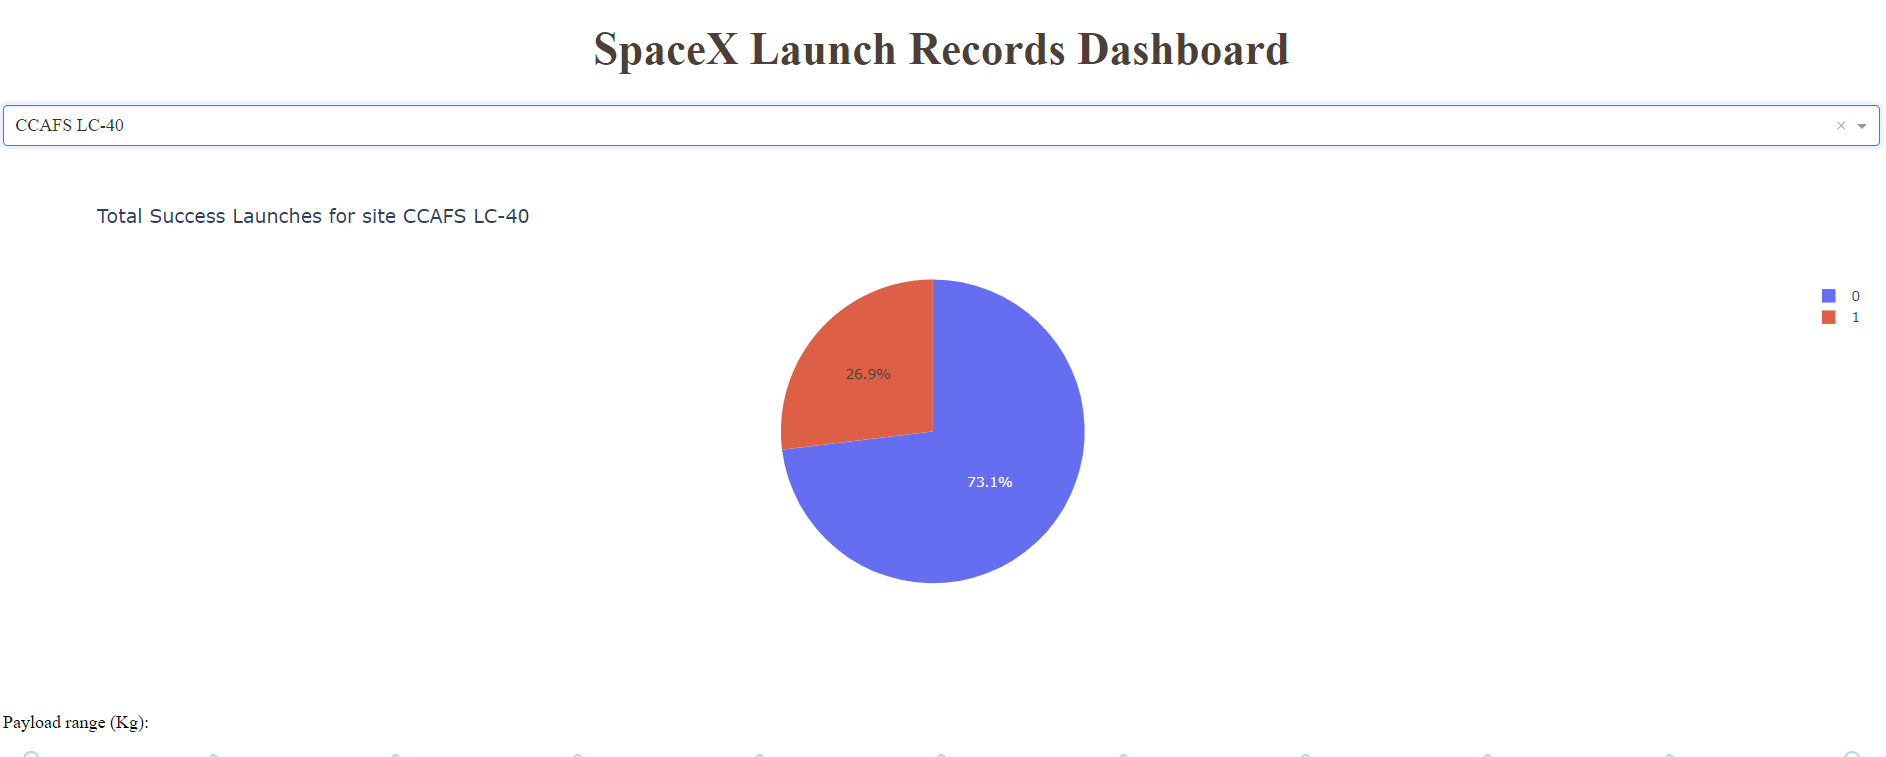 SpaceX Launch Records Dashboard
CCAFS LC-40
×
Total Success Launches for site CCAFS LC-40
0
1
26.9%
73.1%
Payload range (Kg):